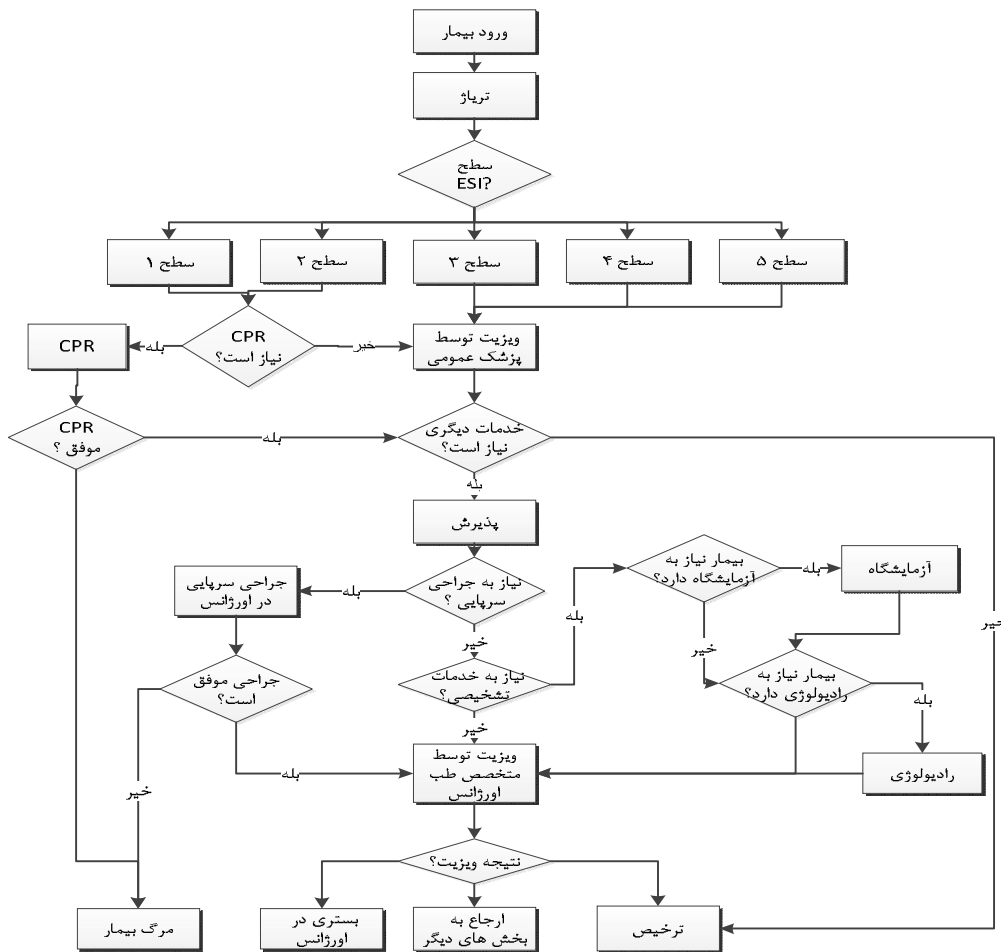 ورود بیمار
تریاژ
سطح
ESI?
سطح ۱
سطح ۲
سطح ۳
سطح ۴
سطح ۵
CPR
بله
CPR
نیاز است؟
خیر
ویزیت توسط
پزشک عمومی
CPR
موفق ؟
بله
خدمات دیگری
نیاز است؟
بله
پذیرش
جراحی سرپایی
در اورژانس
بله
نیاز به جراحی
سرپایی ؟
بله
بیمار نیاز به
آزمایشگاه دارد؟
بله
آزمایشگاه
خیر
خیر
خیر
جراحی موفق
است؟
نیاز به خدمات
تشخیصی؟
بیمار نیاز به
رادیولوژی دارد؟
بله
خیر
ویزیت توسط
متخصص طب
اورژانس
بله
رادیولوژی
خیر
نتیجه ویزیت؟
مرگ بیمار
بستری در
اورژانس
ارجاع به
بخش های دیگر
ترخیص